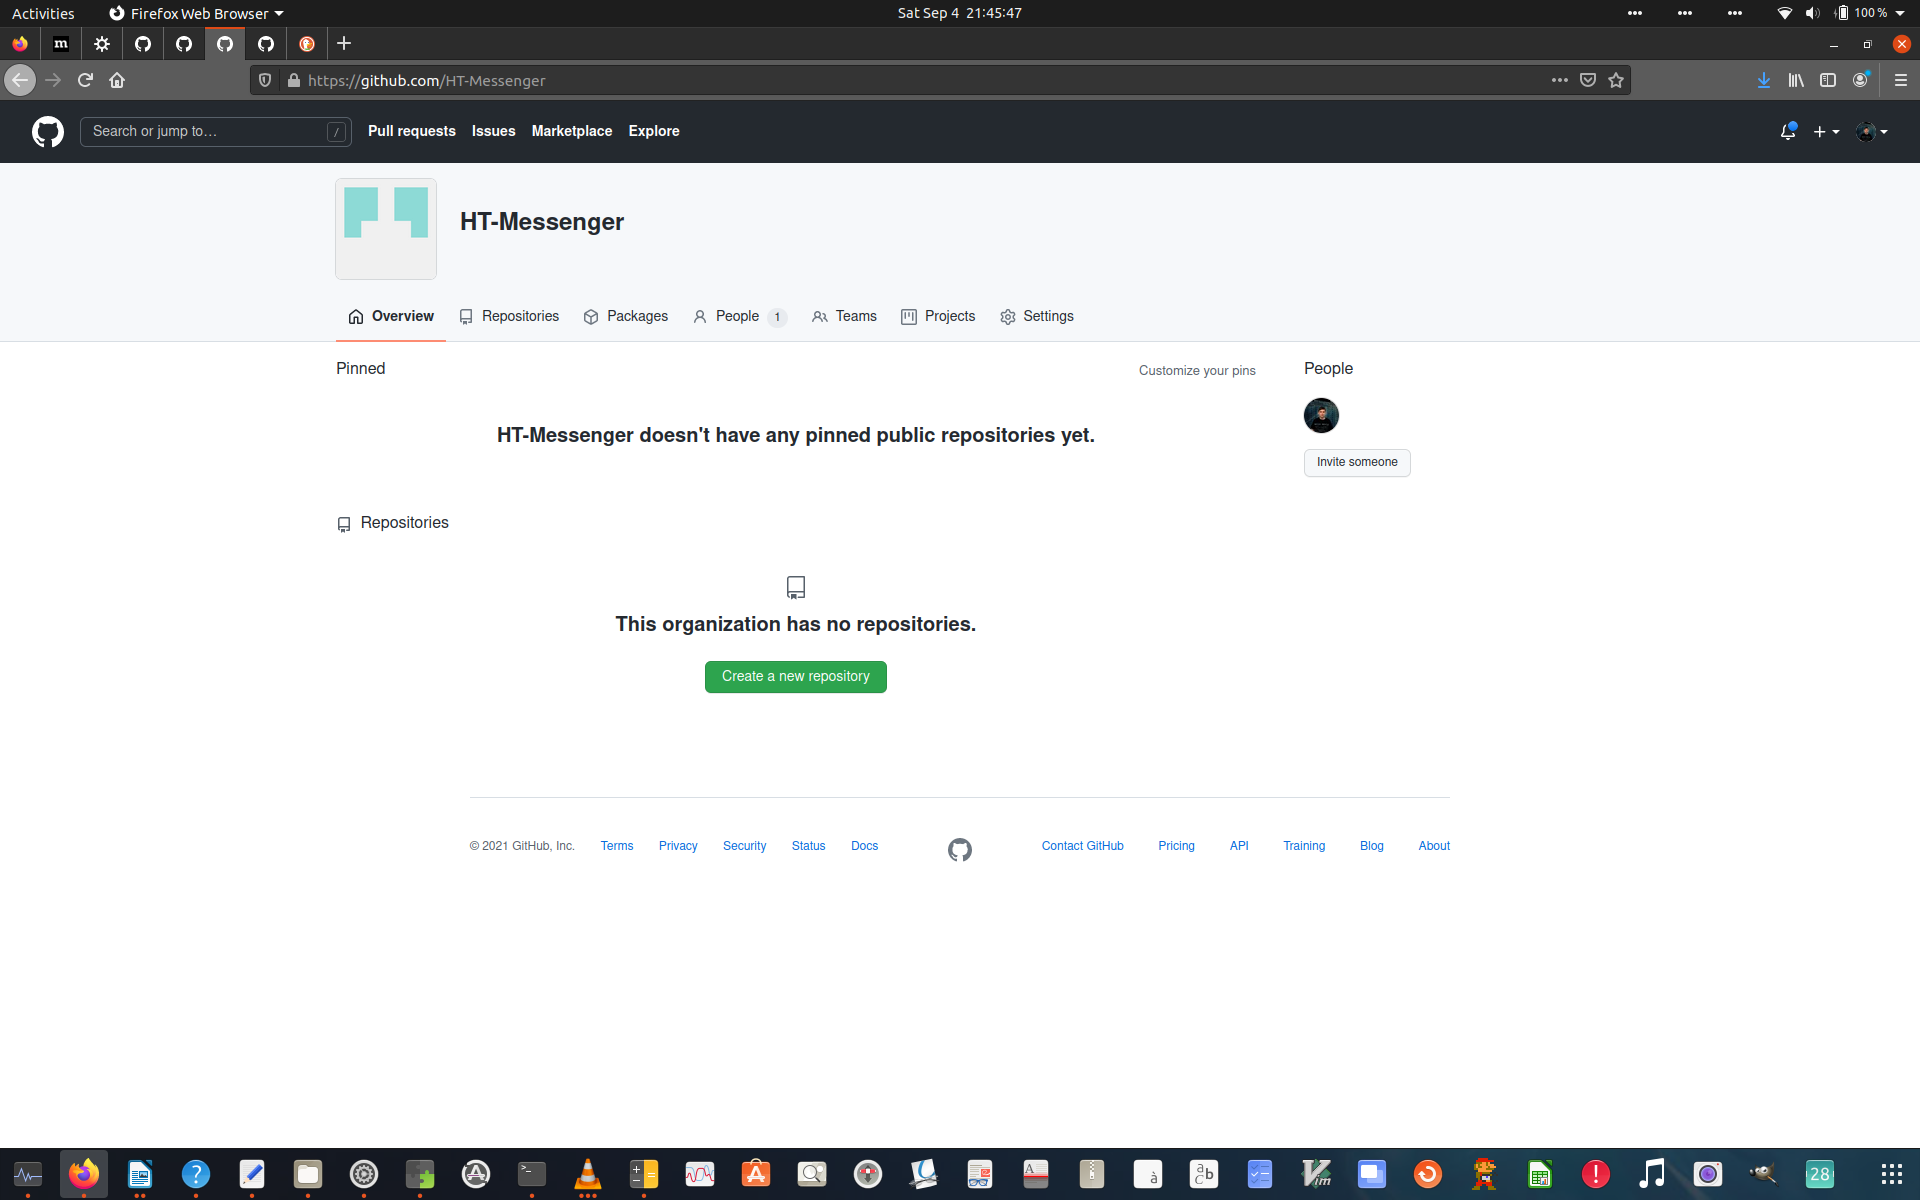 Activities Firefox Web Browser Sat Sep 4 21:45:47 100 %
m
https://github.com/HT-Messenger
Search or jump to… / Pull requests Issues Marketplace Explore
HT-Messenger
Overview Repositories Packages People 1 Teams Projects Settings
Pinned Customize your pins People
HT-Messenger doesn't have any pinned public repositories yet.
Invite someone
Repositories
This organization has no repositories.
Create a new repository
© 2021 GitHub, Inc. Terms Privacy Security Status Docs Contact GitHub Pricing API Training Blog About
? >_ A à a b c Vim ! 28